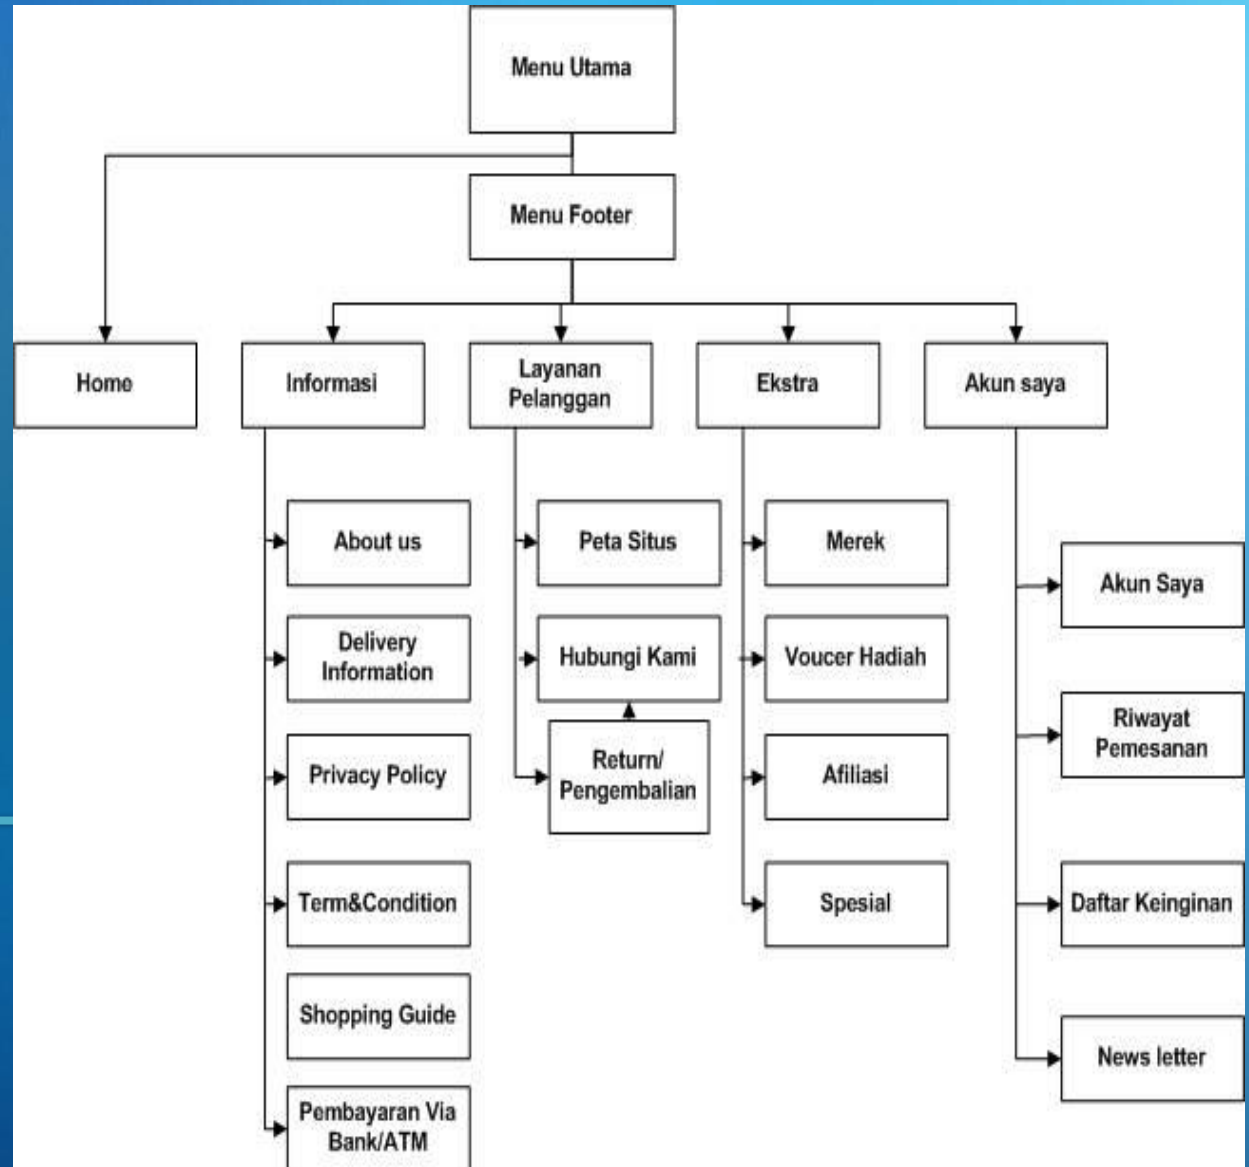 Menu Utama
Menu Footer
Home
Informasi
Layanan
Pelanggan
Ekstra
Akun saya
About us
Delivery
Information
Privacy Policy
Term&Condition
Shopping Guide
Pembayaran Via
Bank/ATM
Peta Situs
Hubungi Kami
Return/
Pengembalian
Merek
Voucer Hadiah
Afiliasi
Spesial
Akun Saya
Riwayat
Pemesanan
Daftar Keinginan
News letter